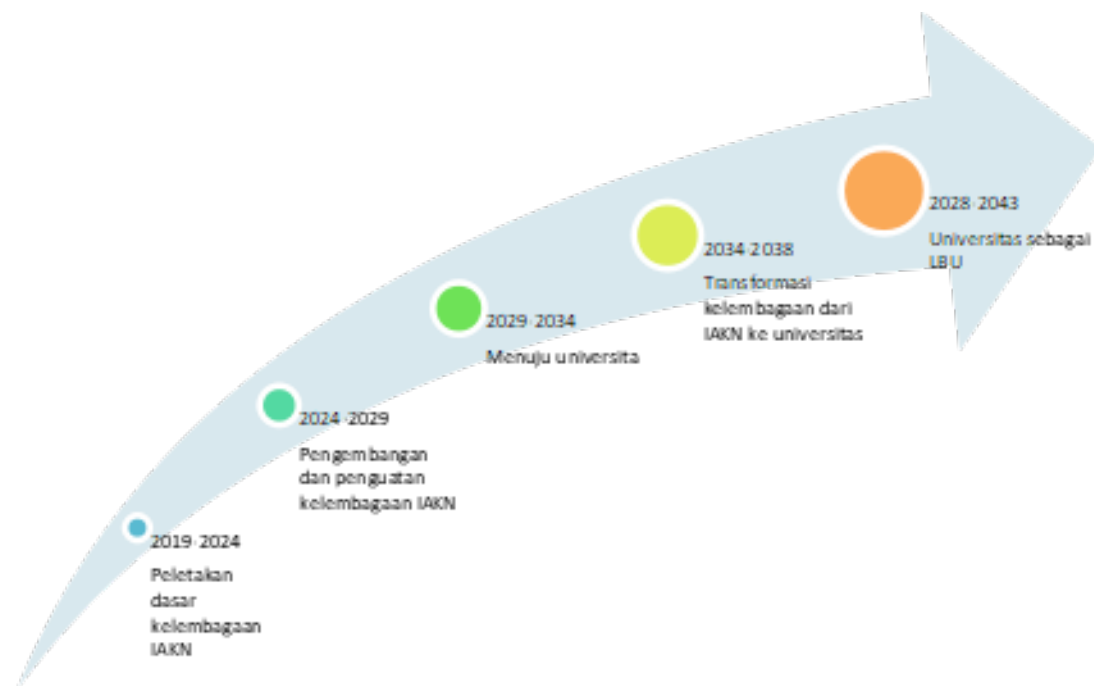 2019-2024
Peletakan
dasar
kelembagaan
IAKN
2024-2029
Pengembangan
dan penguatan
kelembagaan IAKN
2029-2034
Menuju universita
2034-2038
Transformasi
kelembagaan dari
IAKN ke universitas
2028-2043
Universitas sebagai
LBU